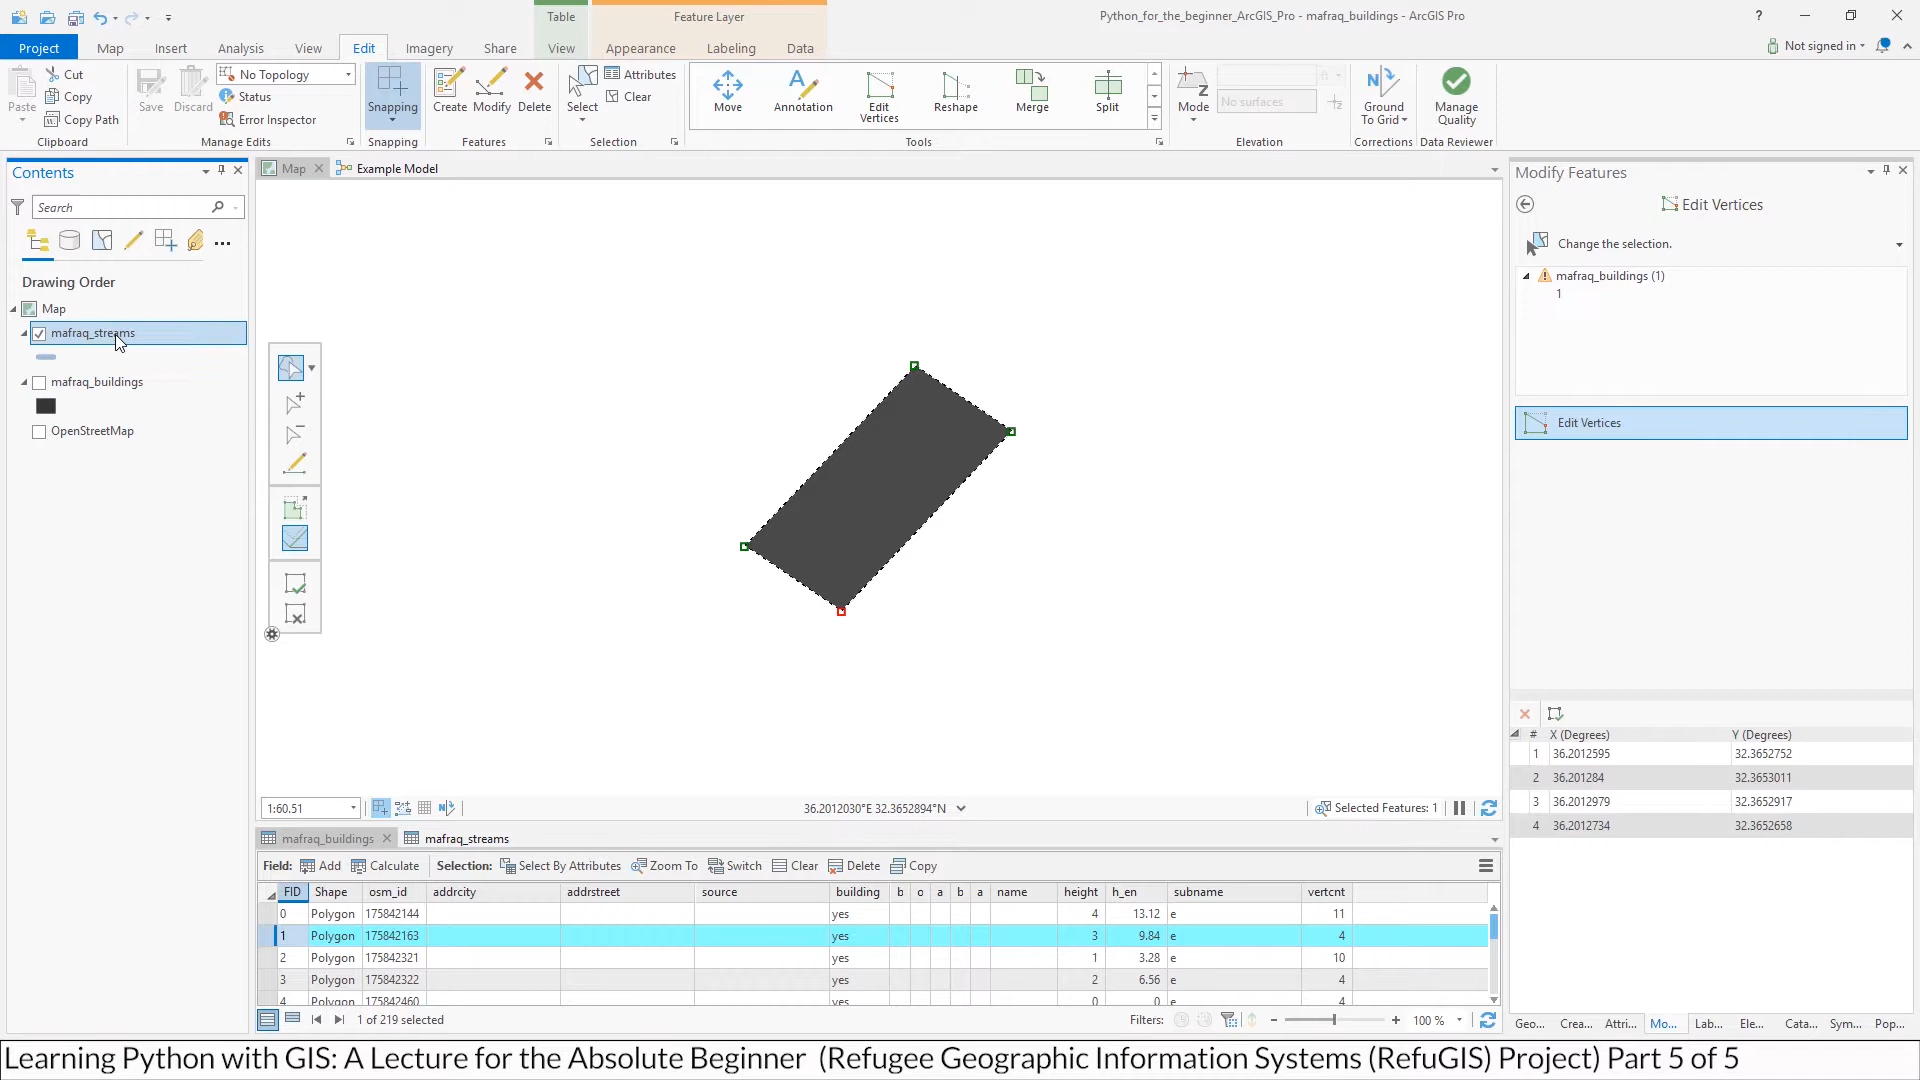 Table
Feature Layer
Python_for_the_beginner_ArcGIS_Pro - mafraq_buildings - ArcGIS Pro
?
Project
Map
Insert
Analysis
View
Edit
Imagery
Share
View
Appearance
Labeling
Data
Not signed in
Paste
Cut
Copy
Copy Path
Clipboard
Save
Discard
No Topology
Status
Error Inspector
Manage Edits
Snapping
Snapping
Create
Modify
Delete
Features
Select
Attributes
Clear
Selection
Move
Annotation
Edit
Vertices
Reshape
Merge
Split
Tools
Mode
No surfaces
Elevation
Ground
To Grid
Corrections
Manage
Quality
Data Reviewer
Contents
Search
Drawing Order
Map
mafraq_streams
mafraq_buildings
OpenStreetMap
Map
Example Model
1:60.51
36.2012030°E 32.3652894°N
Selected Features: 1
Modify Features
Edit Vertices
Change the selection.
mafraq_buildings (1)
1
Edit Vertices
# X (Degrees) Y (Degrees)
1 36.2012595 32.3652752
2 36.201284 32.3653011
3 36.2012979 32.3652917
4 36.2012734 32.3652658
mafraq_buildings
mafraq_streams
Field: Add Calculate Selection: Select By Attributes Zoom To Switch Clear Delete Copy
FID Shape osm_id addrcity addrstreet source building b o a b a name height h_en subname vertcnt
0 Polygon 175842144 yes 4 13.12 e 11
1 Polygon 175842163 yes 3 9.84 e 4
2 Polygon 175842321 yes 1 3.28 e 10
3 Polygon 175842322 yes 2 6.56 e 4
4 Polygon 175842460 yes 0 0 e 4
1 of 219 selected
Filters:
- + 100 %
Geo... Crea... Attri... Mo... Lab... Ele... Cata... Sym... Pop...
Learning Python with GIS: A Lecture for the Absolute Beginner (Refugee Geographic Information Systems (RefuGIS) Project) Part 5 of 5